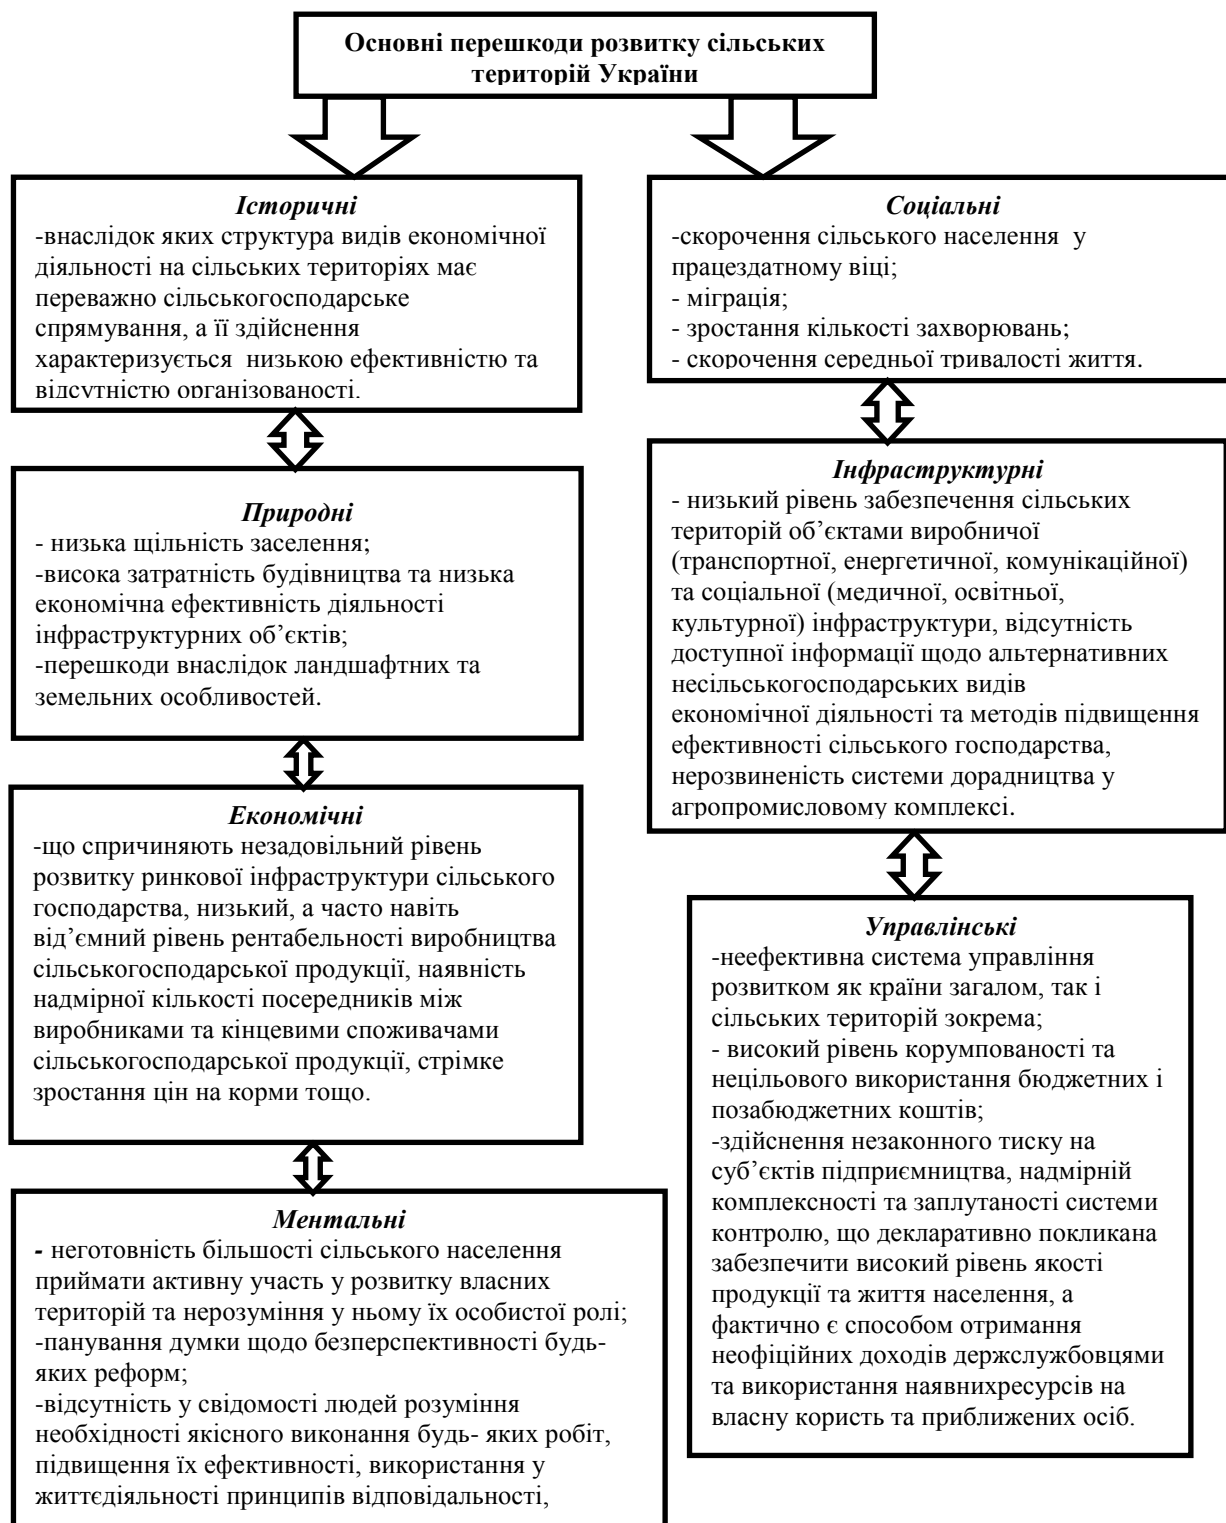 Основні перешкоди розвитку сільських
територій України
Історичні
-внаслідок яких структура видів економічної
діяльності на сільських територіях має
переважно сільськогосподарське
спрямування, а її здійснення
характеризується низькою ефективністю та
відсутністю організованості.
Природні
- низька щільність заселення;
-висока затратність будівництва та низька
економічна ефективність діяльності
інфраструктурних об’єктів;
-перешкоди внаслідок ландшафтних та
земельних особливостей.
Економічні
-що спричиняють незадовільний рівень
розвитку ринкової інфраструктури сільського
господарства, низький, а часто навіть
від’ємний рівень рентабельності виробництва
сільськогосподарської продукції, наявність
надмірної кількості посередників між
виробниками та кінцевими споживачами
сільськогосподарської продукції, стрімке
зростання цін на корми тощо.
Ментальні
- неготовність більшості сільського населення
приймати активну участь у розвитку власних
територій та нерозуміння у ньому їх особистої ролі;
-панування думки щодо безперспективності будь-
яких реформ;
-відсутність у свідомості людей розуміння
необхідності якісного виконання будь- яких робіт,
підвищення їх ефективності, використання у
життєдіяльності принципів відповідальності,
Соціальні
-скорочення сільського населення у
працездатному віці;
- міграція;
- зростання кількості захворювань;
- скорочення середньої тривалості життя.
Інфраструктурні
- низький рівень забезпечення сільських
територій об’єктами виробничої
(транспортної, енергетичної, комунікаційної)
та соціальної (медичної, освітньої,
культурної) інфраструктури, відсутність
доступної інформації щодо альтернативних
несільськогосподарських видів
економічної діяльності та методів підвищення
ефективності сільського господарства,
нерозвиненість системи дорадництва у
агропромисловому комплексі.
Управлінські
-неефективна система управління
розвитком як країни загалом, так і
сільських територій зокрема;
- високий рівень корумпованості та
нецільового використання бюджетних і
позабюджетних коштів;
-здійснення незаконного тиску на
суб’єктів підприємництва, надмірній
комплексності та заплутаності системи
контролю, що декларативно покликана
забезпечити високий рівень якості
продукції та життя населення, а
фактично є способом отримання
неофіційних доходів держслужбовцями
та використання наявнихресурсів на
власну користь та приближених осіб.